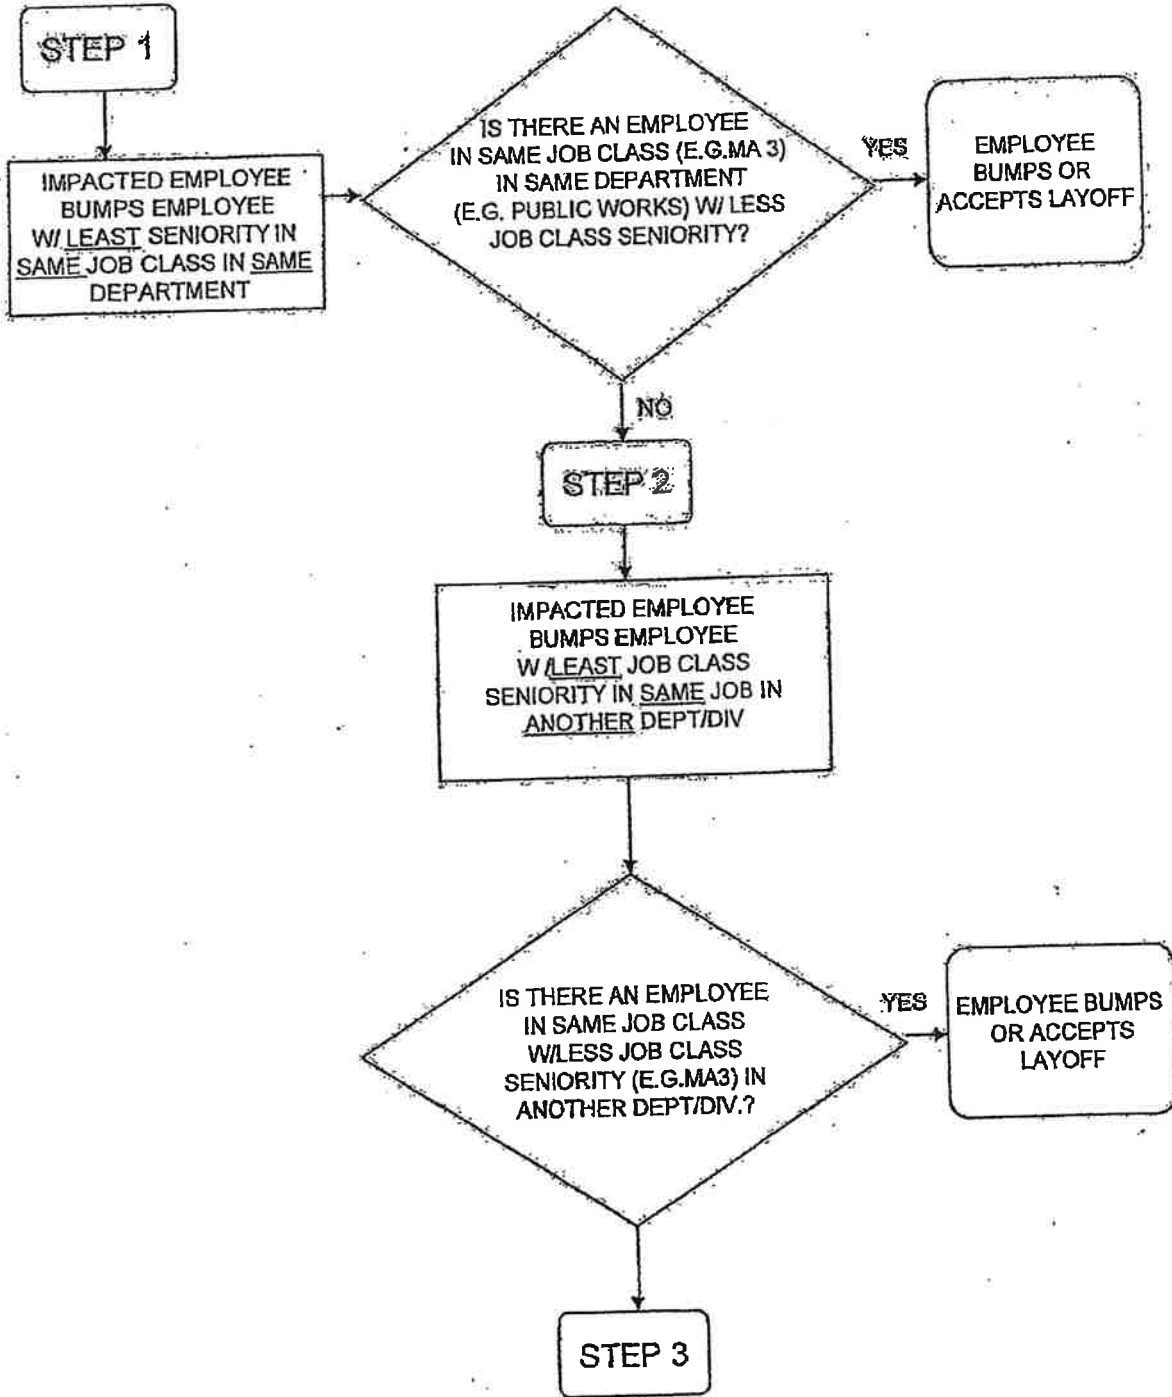 STEP 1
IMPACTED EMPLOYEE
BUMPS EMPLOYEE
W/ LEAST SENIORITY IN
SAME JOB CLASS IN SAME
DEPARTMENT
IS THERE AN EMPLOYEE
IN SAME JOB CLASS (E.G.MA 3)
IN SAME DEPARTMENT
(E.G. PUBLIC WORKS) W/ LESS
JOB CLASS SENIORITY?
YES
EMPLOYEE
BUMPS OR
ACCEPTS LAYOFF
NO
STEP 2
IMPACTED EMPLOYEE
BUMPS EMPLOYEE
W/LEAST JOB CLASS
SENIORITY IN SAME JOB IN
ANOTHER DEPT/DIV
IS THERE AN EMPLOYEE
IN SAME JOB CLASS
W/LESS JOB CLASS
SENIORITY (E.G.MA3) IN
ANOTHER DEPT/DIV.?
YES
EMPLOYEE BUMPS
OR ACCEPTS
LAYOFF
STEP 3